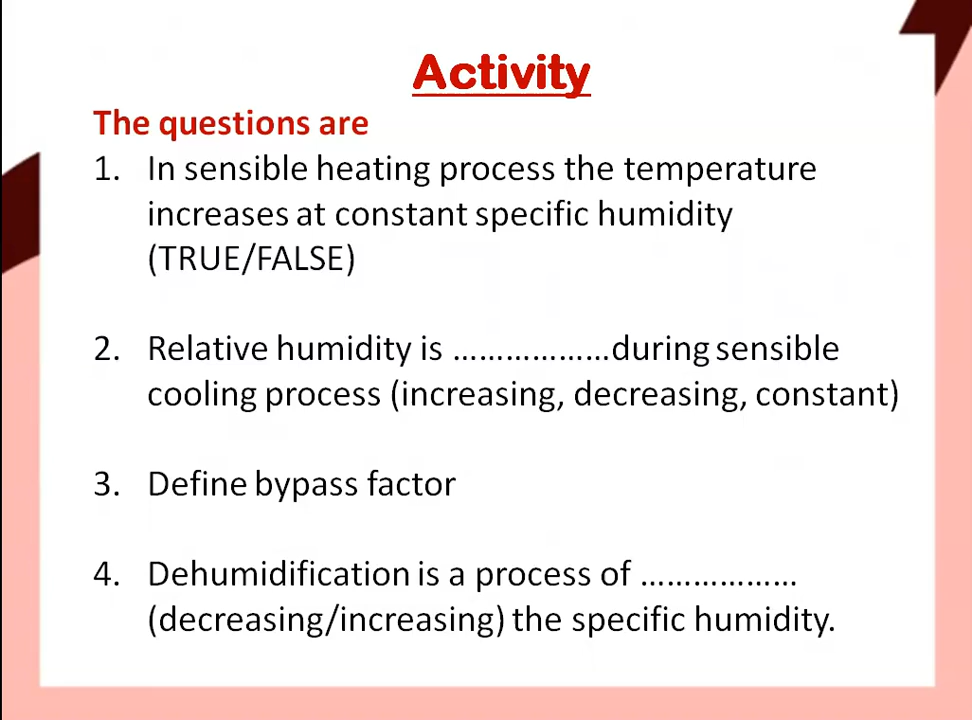 Activity
The questions are
1. In sensible heating process the temperature
increases at constant specific humidity
(TRUE/FALSE)
2. Relative humidity is ………………during sensible
cooling process (increasing, decreasing, constant)
3. Define bypass factor
4. Dehumidification is a process of ………………
(decreasing/increasing) the specific humidity.